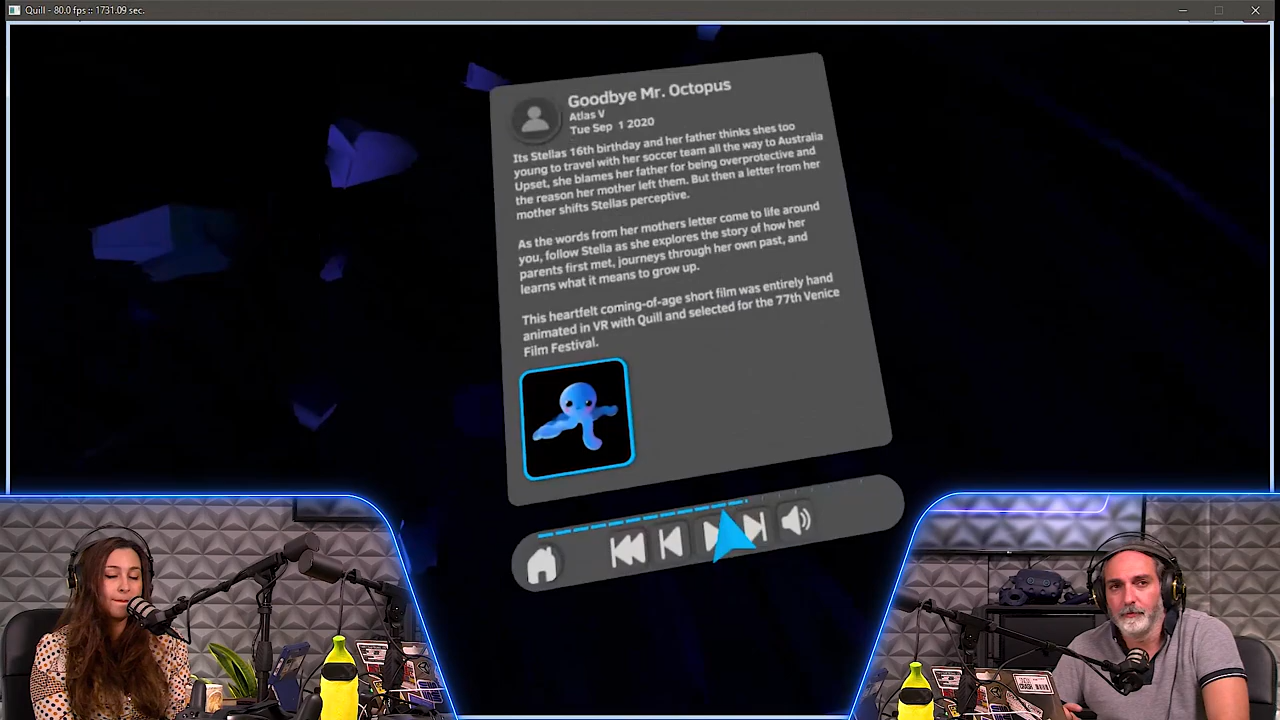 Quill - 80.0 fps :: 1731.09 sec.
Goodbye Mr. Octopus
Atlas V
Tue Sep 1 2020
Its Stellas 16th birthday and her father thinks shes too
young to travel with her soccer team all the way to Australia
Upset, she blames her father for being overprotective and
the reason her mother left them. But then a letter from her
mother shifts Stellas perceptive.
As the words from her mothers letter come to life around
you, follow Stella as she explores the story of how her
parents first met, journeys through her own past, and
learns what it means to grow up.
This heartfelt coming-of-age short film was entirely hand
animated in VR with Quill and selected for the 77th Venice
Film Festival.